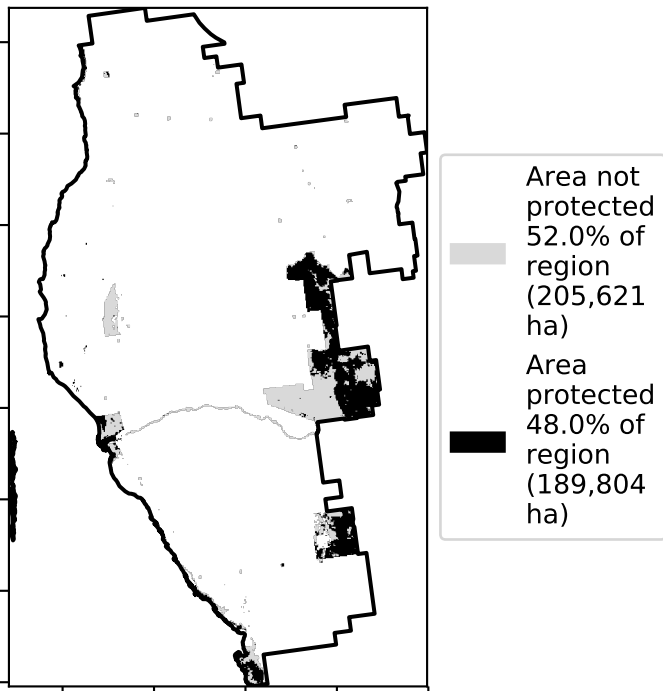 Area not
protected
52.0% of
region
(205,621
ha)
Area
protected
48.0% of
region
(189,804
ha)